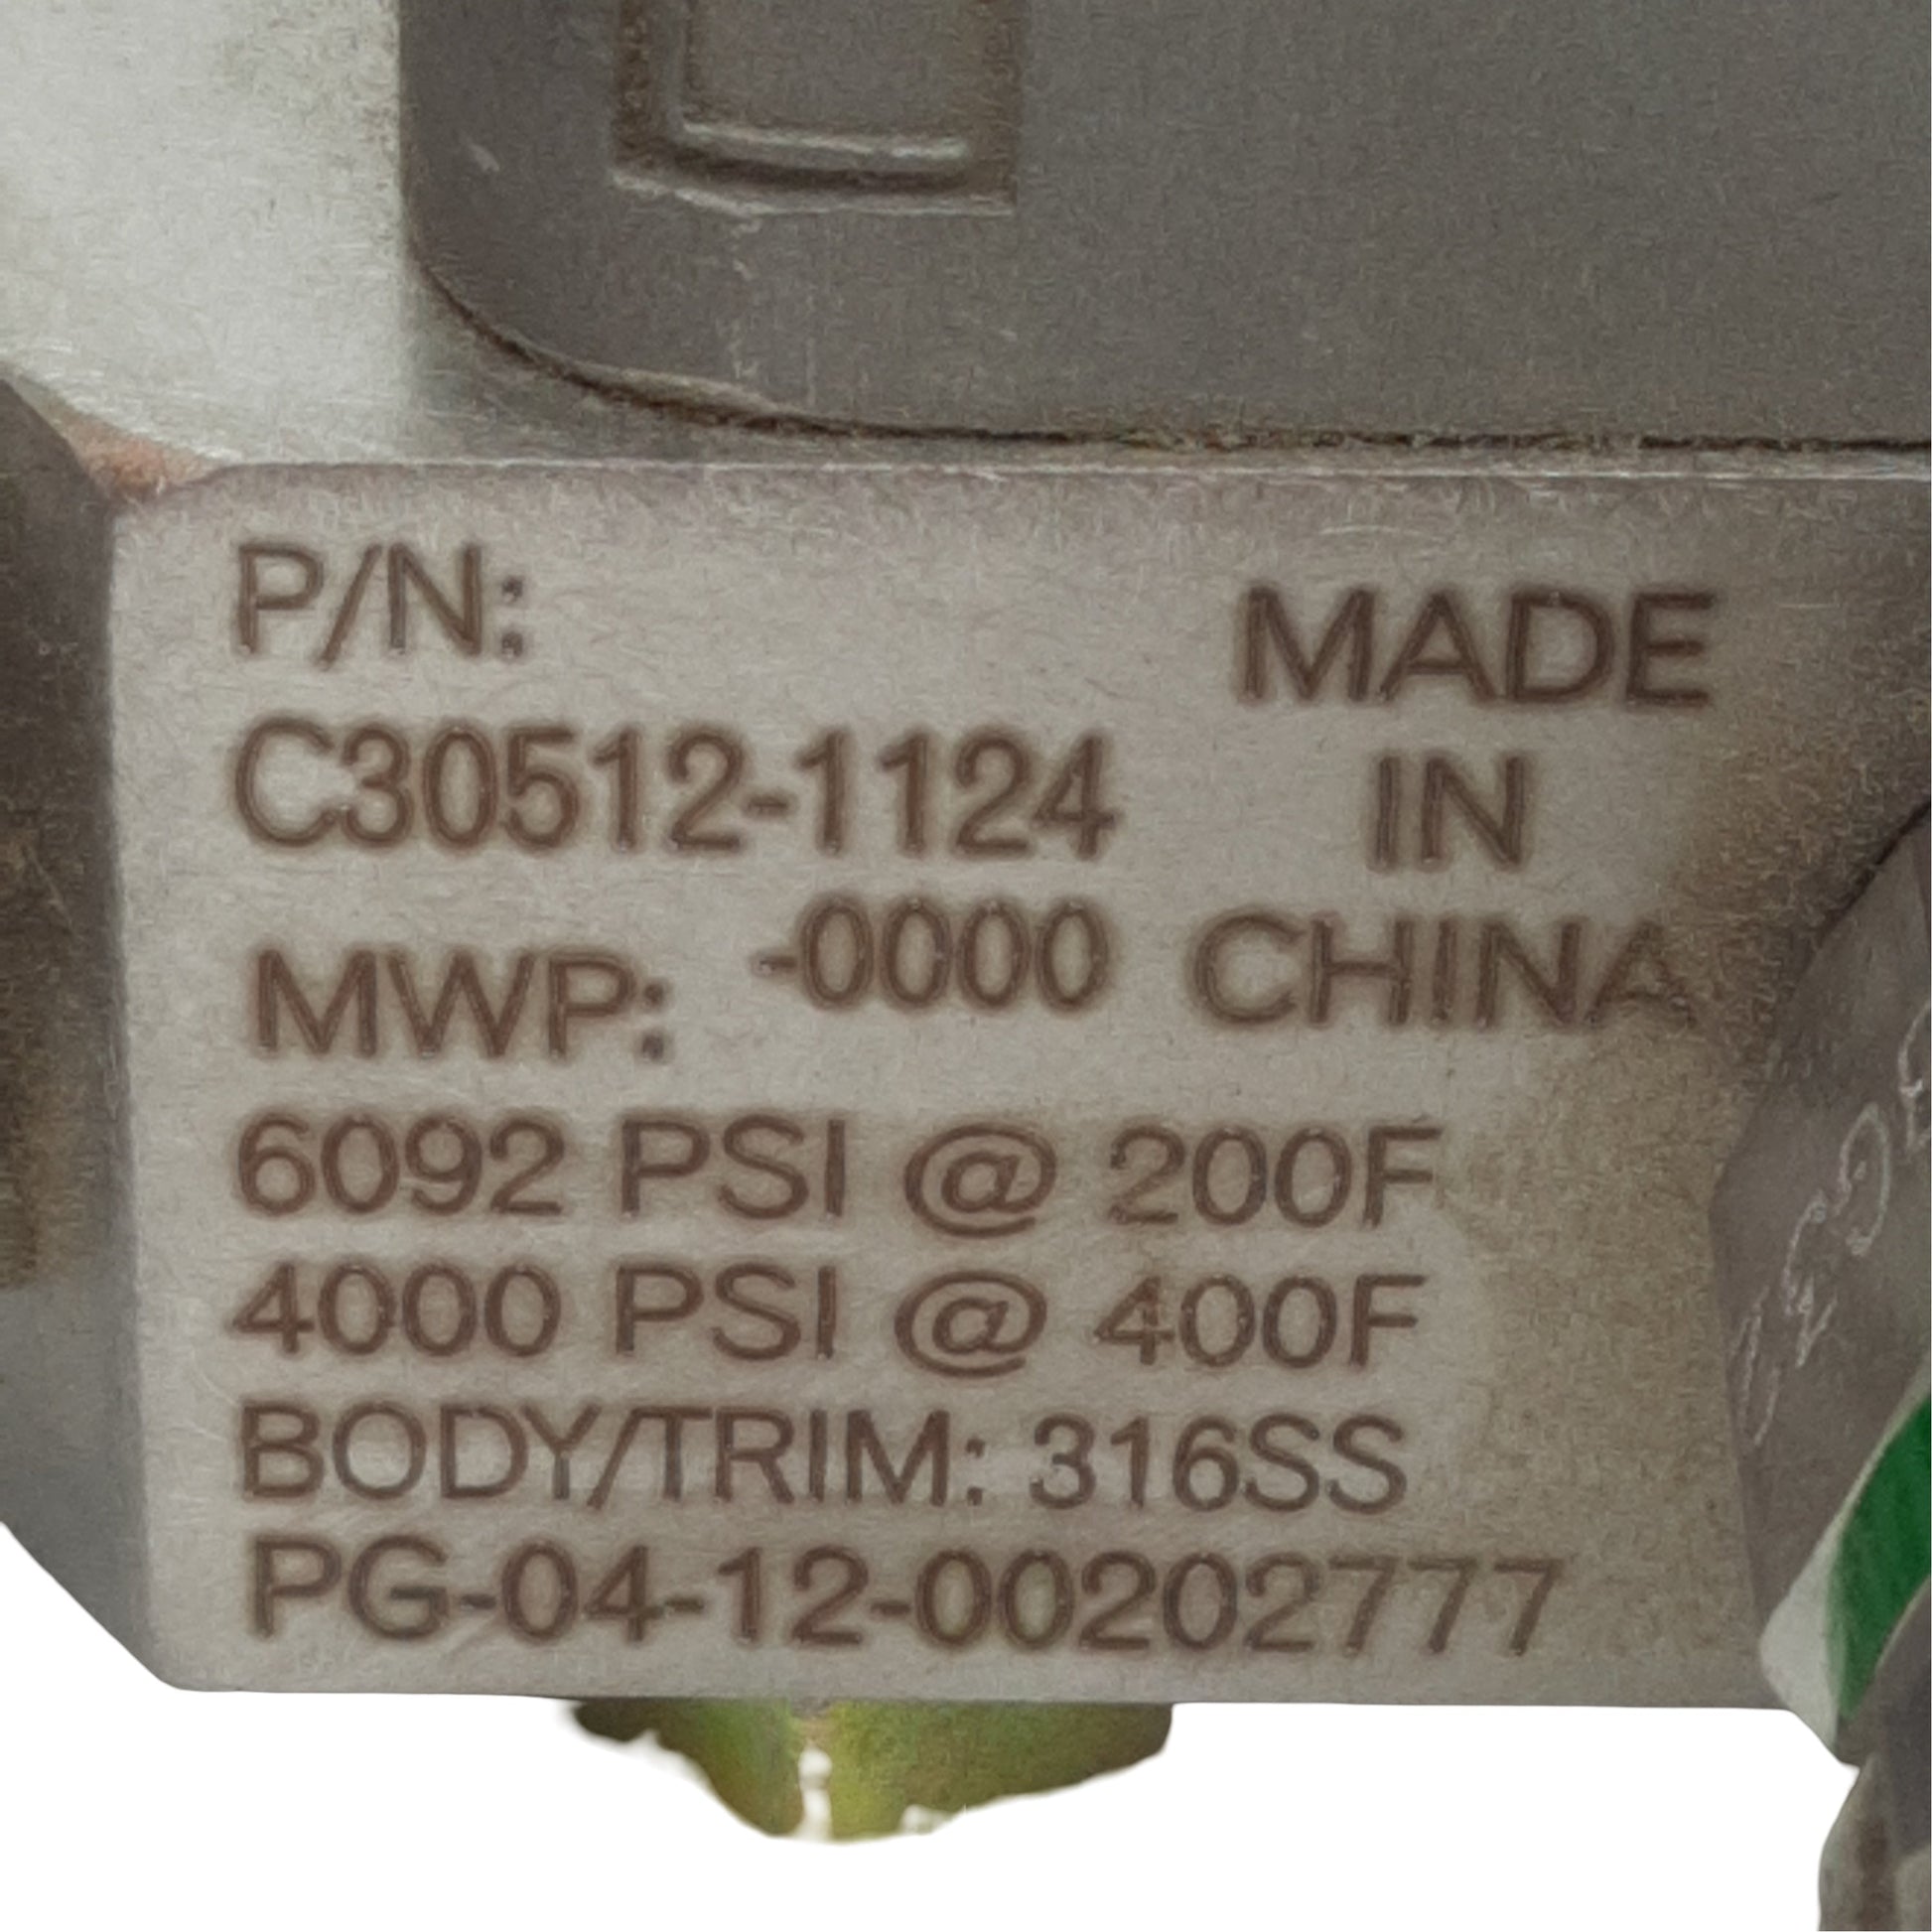 P/N:
C30512-1124
-0000
MADE
IN
CHINA
MWP:
6092 PSI @ 200F
4000 PSI @ 400F
BODY/TRIM: 316SS
PG-04-12-00202777